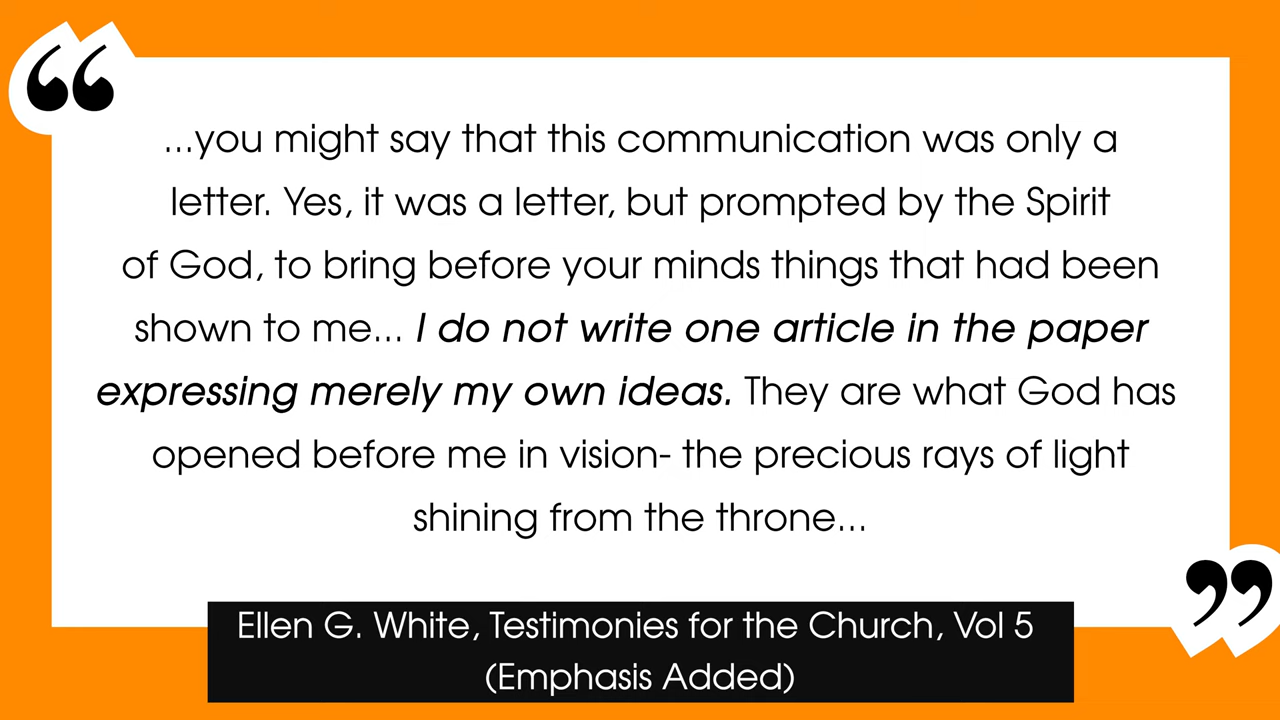 “
...you might say that this communication was only a
letter. Yes, it was a letter, but prompted by the Spirit
of God, to bring before your minds things that had been
shown to me... I do not write one article in the paper
expressing merely my own ideas. They are what God has
opened before me in vision- the precious rays of light
shining from the throne...
”
Ellen G. White, Testimonies for the Church, Vol 5
(Emphasis Added)